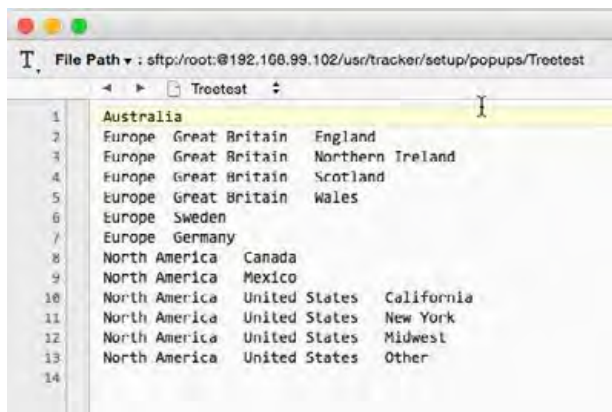 T File Path ▾ : sftp:/root:@192.168.99.102/usr/tracker/setup/popups/Treetest
Treetest
1 Australia
2 Europe Great Britain England
3 Europe Great Britain Northern Ireland
4 Europe Great Britain Scotland
5 Europe Great Britain Wales
6 Europe Sweden
7 Europe Germany
8 North America Canada
9 North America Mexico
10 North America United States California
11 North America United States New York
12 North America United States Midwest
13 North America United States Other
14